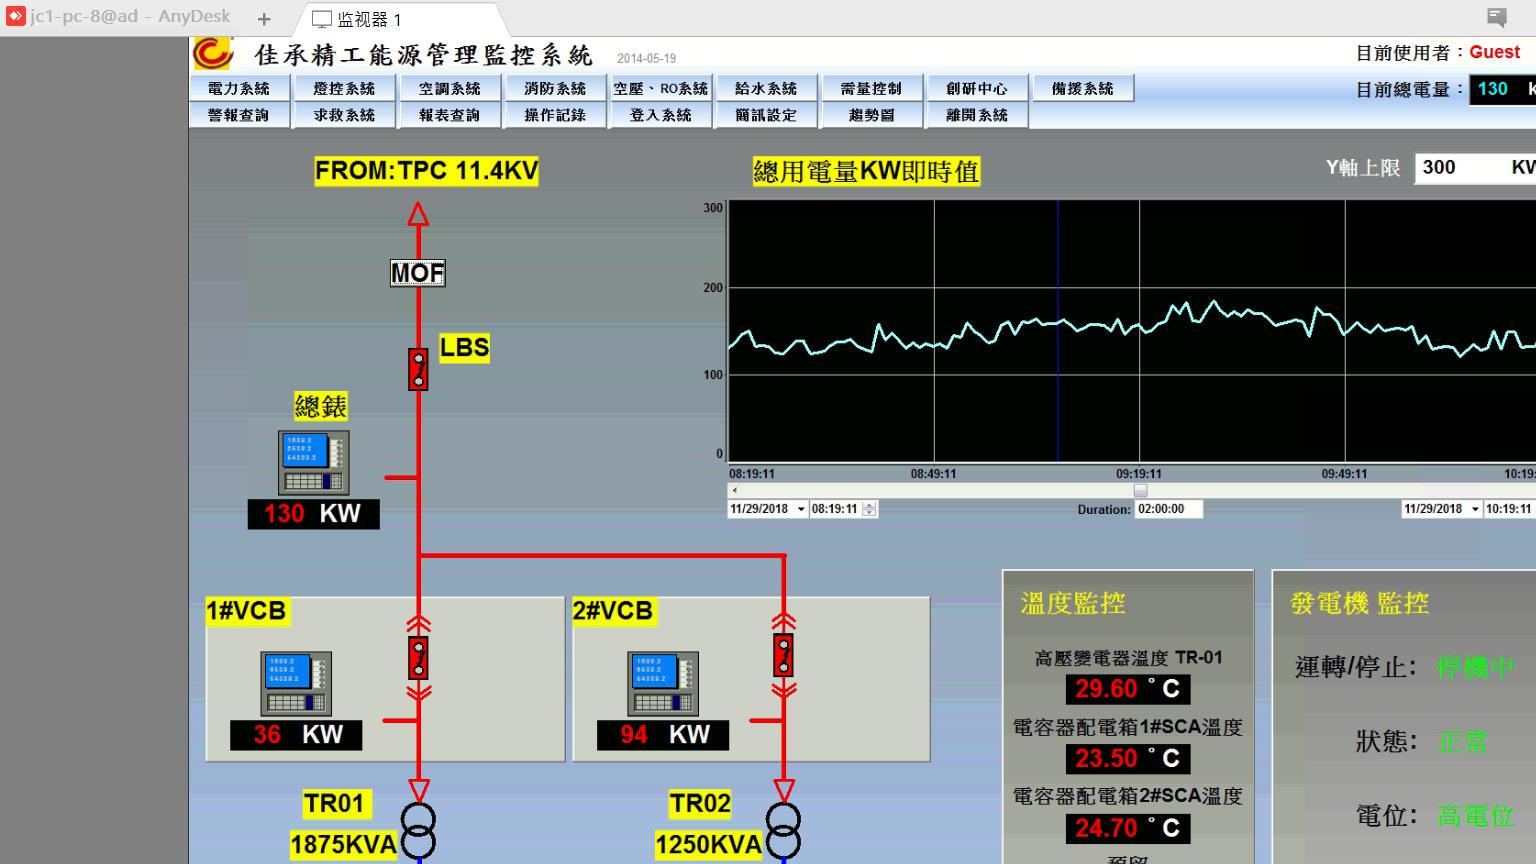 jc1-pc-8@ad - AnyDesk
+
监视器 1
佳承精工能源管理監控系統
2014-05-19
目前使用者：Guest
電力系統 燈控系統 空調系統 消防系統 空壓、RO系統 給水系統 需量控制 創研中心 備援系統
目前總電量：130
警報查詢 求救系統 報表查詢 操作記錄 登入系統 簡訊設定 趨勢圖 離開系統
FROM:TPC 11.4KV
總用電量KW即時值
Y軸上限 300 KW
MOF
LBS
總錶
130 KW
300
200
100
0
08:19:11 08:49:11 09:19:11 09:49:11 10:19:
11/29/2018 08:19:11 Duration: 02:00:00 11/29/2018 10:19:11
1#VCB
36 KW
2#VCB
94 KW
TR01
1875KVA
TR02
1250KVA
溫度監控
高壓變電器溫度 TR-01
29.60 °C
電容器配電箱1#SCA溫度
23.50 °C
電容器配電箱2#SCA溫度
24.70 °C
預留
發電機 監控
運轉/停止: 停機中
狀態: 正常
電位: 高電位